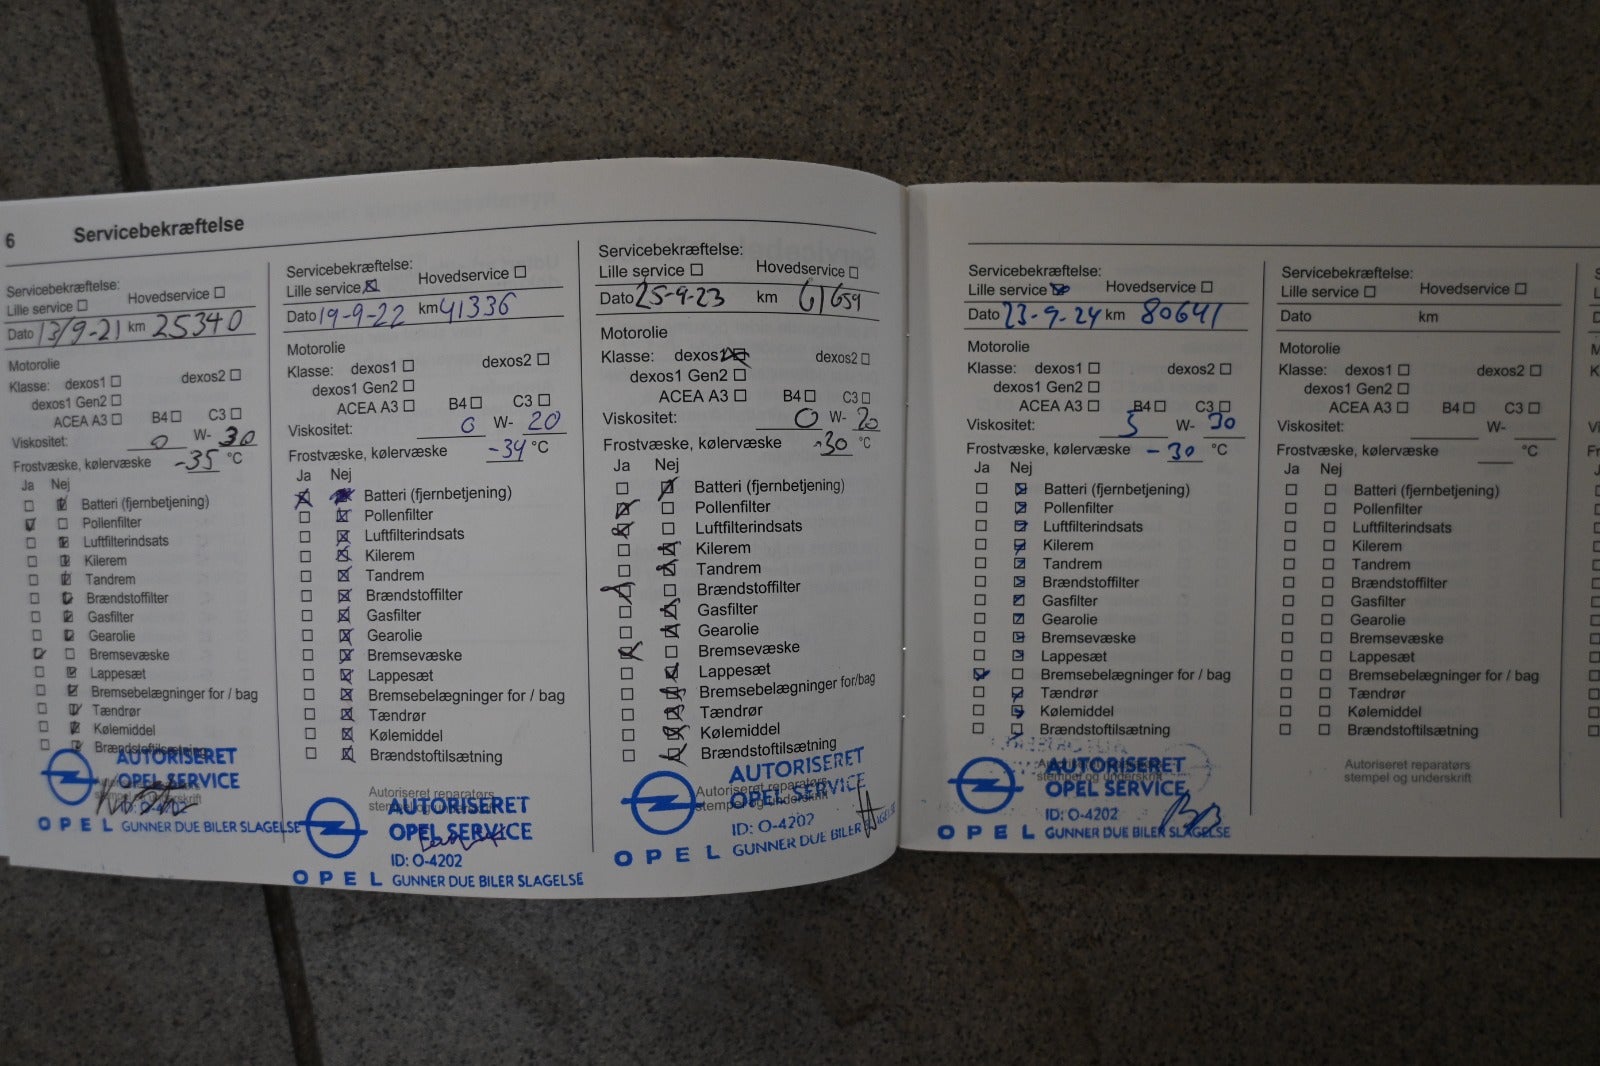 6 Servicebekræftelse
Servicebekræftelse:
Lille service Hovedservice
Dato 13/9-21 km 25340
Motorolie
Klasse: dexos1 dexos2
dexos1 Gen2
ACEA A3 B4 C3
Viskositet: 0 W- 30
Frostvæske, kølervæske -35 °C
Ja Nej
Batteri (fjernbetjening)
Pollenfilter
Luftfilterindsats
Kilerem
Tandrem
Brændstoffilter
Gasfilter
Gearolie
Bremsevæske
Lappesæt
Bremsebelægninger for / bag
Tændrør
Kølemiddel
Brændstoftilsætning
AUTORISERET
OPEL SERVICE
OPEL GUNNER DUE BILER SLAGELSE
Servicebekræftelse:
Lille service Hovedservice
Dato 19-9-22 km 41336
Motorolie
Klasse: dexos1 dexos2
dexos1 Gen2
ACEA A3 B4 C3
Viskositet: 0 W- 20
Frostvæske, kølervæske -34 °C
Ja Nej
Batteri (fjernbetjening)
Pollenfilter
Luftfilterindsats
Kilerem
Tandrem
Brændstoffilter
Gasfilter
Gearolie
Bremsevæske
Lappesæt
Bremsebelægninger for / bag
Tændrør
Kølemiddel
Brændstoftilsætning
Autoriseret reparatørs
AUTORISERET
OPEL SERVICE
ID: O-4202
OPEL GUNNER DUE BILER SLAGELSE
Servicebekræftelse:
Lille service Hovedservice
Dato 25-9-23 km 61659
Motorolie
Klasse: dexos1 dexos2
dexos1 Gen2
ACEA A3 B4 C3
Viskositet: 0 W- 20
Frostvæske, kølervæske -30 °C
Ja Nej
Batteri (fjernbetjening)
Pollenfilter
Luftfilterindsats
Kilerem
Tandrem
Brændstoffilter
Gasfilter
Gearolie
Bremsevæske
Lappesæt
Bremsebelægninger for/bag
Tændrør
Kølemiddel
Brændstoftilsætning
Autoriseret reparatørs
stempel og underskrift
AUTORISERET
OPEL SERVICE
ID: O-4202
OPEL GUNNER DUE BILER SLAGELSE
Servicebekræftelse:
Lille service Hovedservice
Dato 23-9-24 km 80641
Motorolie
Klasse: dexos1 dexos2
dexos1 Gen2
ACEA A3 B4 C3
Viskositet: 5 W- 30
Frostvæske, kølervæske -30 °C
Ja Nej
Batteri (fjernbetjening)
Pollenfilter
Luftfilterindsats
Kilerem
Tandrem
Brændstoffilter
Gasfilter
Gearolie
Bremsevæske
Lappesæt
Bremsebelægninger for / bag
Tændrør
Kølemiddel
Brændstoftilsætning
stempel og underskrift
AUTORISERET
OPEL SERVICE
ID: O-4202
OPEL GUNNER DUE BILER SLAGELSE
Servicebekræftelse:
Lille service Hovedservice
Dato km
Motorolie
Klasse: dexos1 dexos2
dexos1 Gen2
ACEA A3 B4 C3
Viskositet: W-
Frostvæske, kølervæske °C
Ja Nej
Batteri (fjernbetjening)
Pollenfilter
Luftfilterindsats
Kilerem
Tandrem
Brændstoffilter
Gasfilter
Gearolie
Bremsevæske
Lappesæt
Bremsebelægninger for / bag
Tændrør
Kølemiddel
Brændstoftilsætning
Autoriseret reparatørs
stempel og underskrift